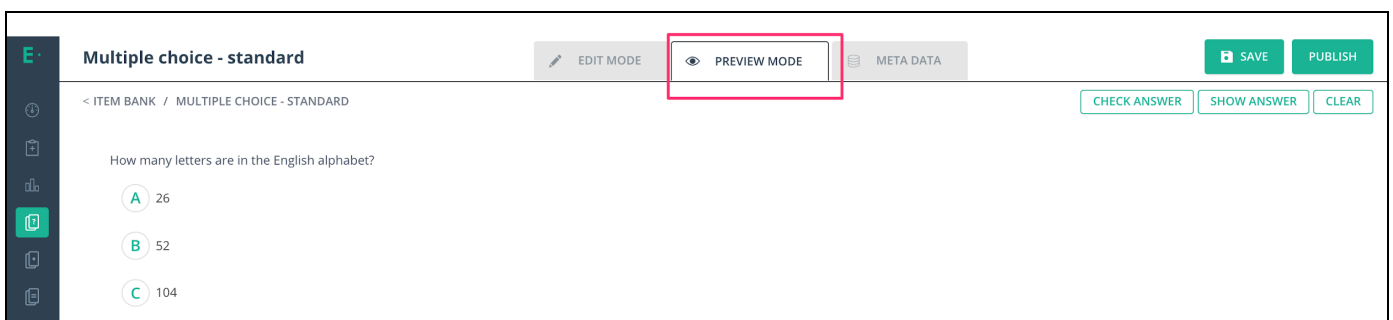 E·
Multiple choice - standard
EDIT MODE
PREVIEW MODE
META DATA
SAVE
PUBLISH
< ITEM BANK / MULTIPLE CHOICE - STANDARD
CHECK ANSWER
SHOW ANSWER
CLEAR
How many letters are in the English alphabet?
A 26
B 52
C 104